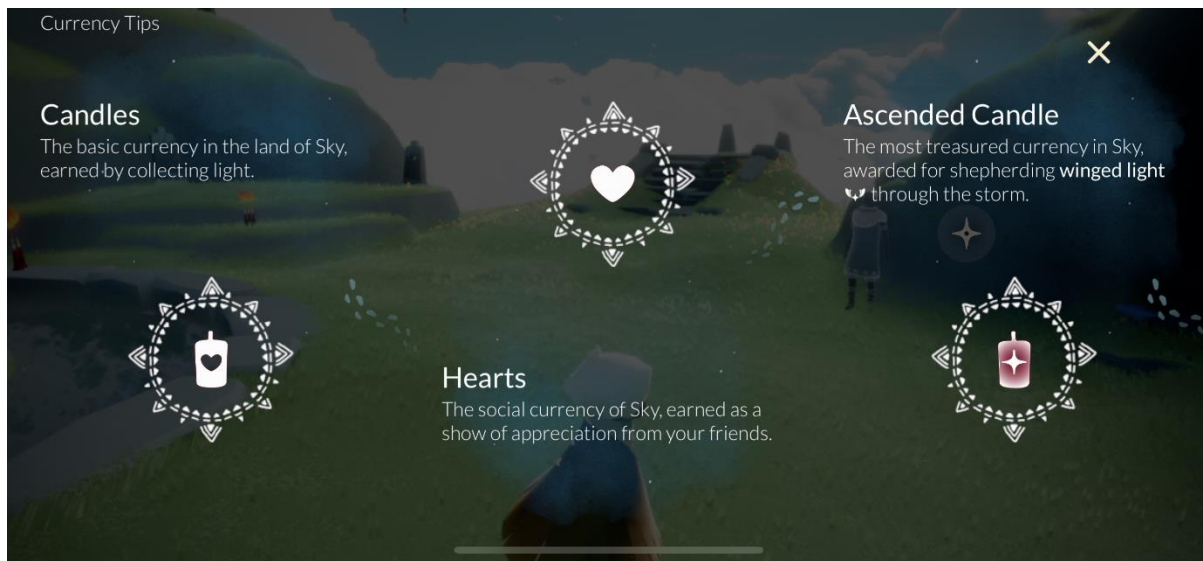 Currency Tips
Candles
The basic currency in the land of Sky,
earned by collecting light.
Ascended Candle
The most treasured currency in Sky,
awarded for shepherding winged light
through the storm.
Hearts
The social currency of Sky, earned as a
show of appreciation from your friends.